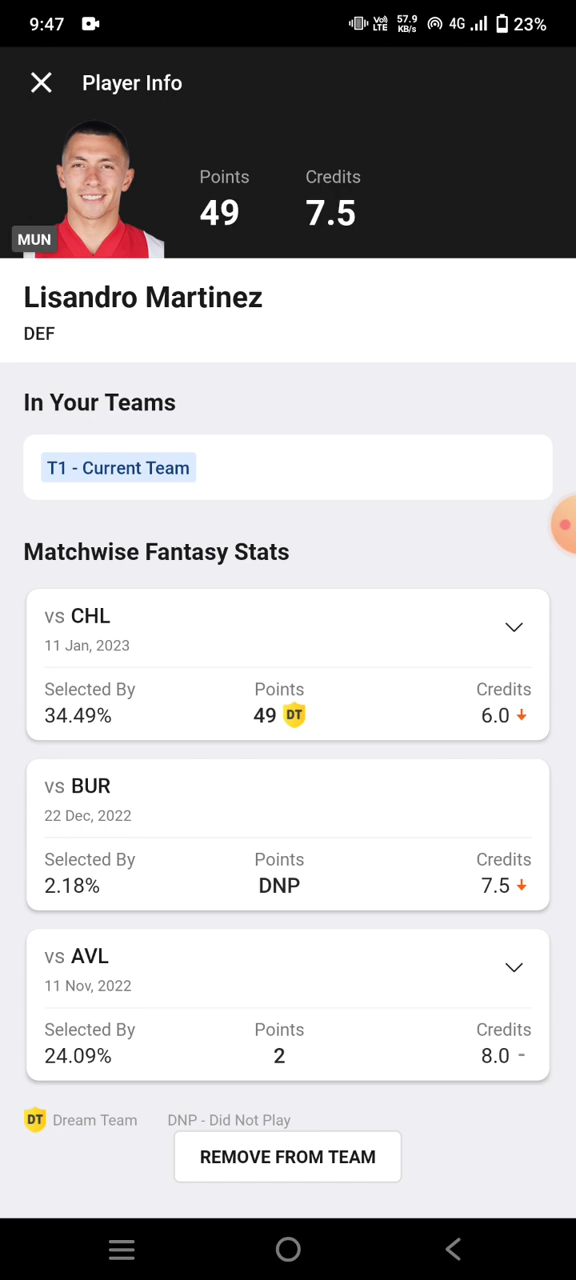 9:47 Vo) LTE 57.9 KB/s 4G 23%
Player Info
Points Credits
49 7.5
MUN
Lisandro Martinez
DEF
In Your Teams
T1 - Current Team
Matchwise Fantasy Stats
vs CHL
11 Jan, 2023
Selected By Points Credits
34.49% 49 DT 6.0
vs BUR
22 Dec, 2022
Selected By Points Credits
2.18% DNP 7.5
vs AVL
11 Nov, 2022
Selected By Points Credits
24.09% 2 8.0 -
DT Dream Team DNP - Did Not Play
REMOVE FROM TEAM